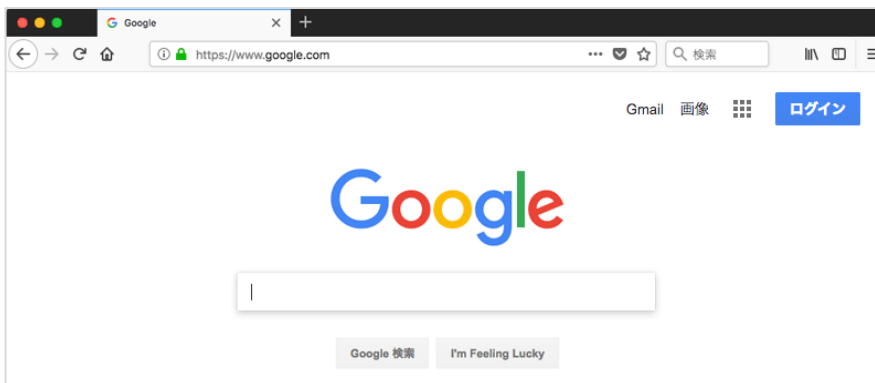 Google
https://www.google.com
検索
Gmail 画像 ログイン
Google
Google 検索 I'm Feeling Lucky